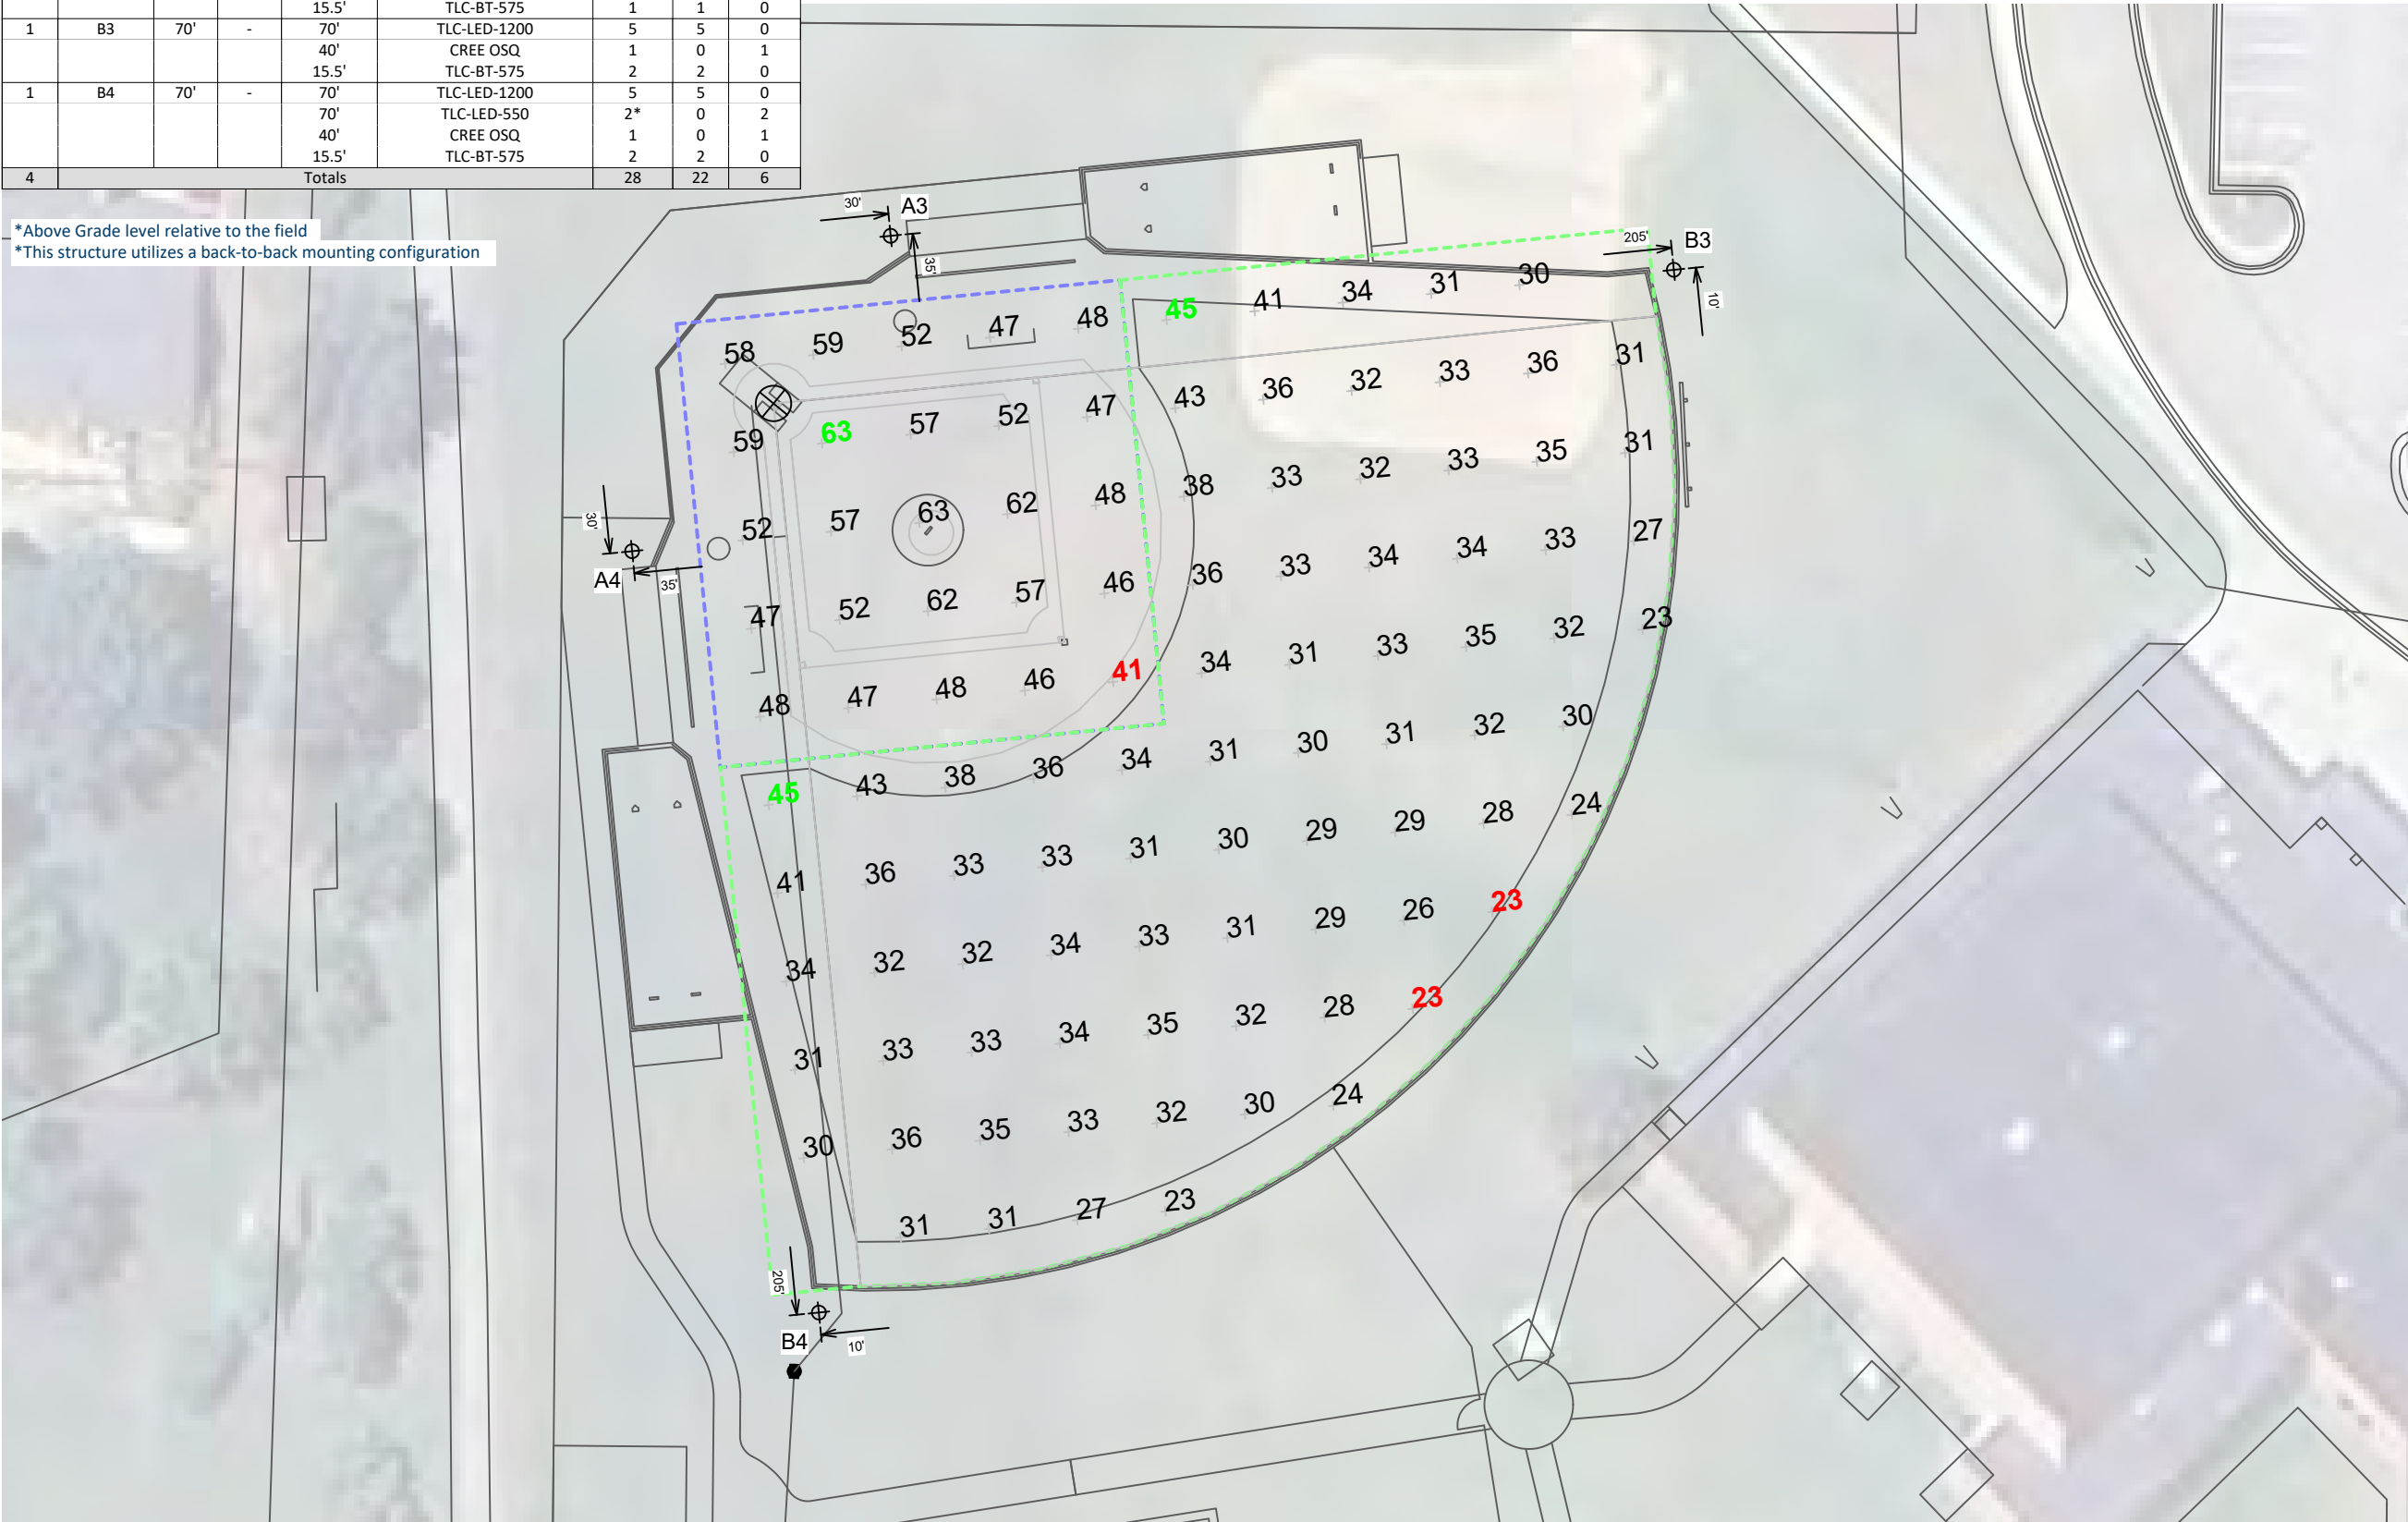 15.5' TLC-BT-575 1 1 0
1 B3 70' - 70' TLC-LED-1200 5 5 0
40' CREE OSQ 1 0 1
15.5' TLC-BT-575 2 2 0
1 B4 70' - 70' TLC-LED-1200 5 5 0
70' TLC-LED-550 2* 0 2
40' CREE OSQ 1 0 1
15.5' TLC-BT-575 2 2 0
4 Totals 28 22 6
*Above Grade level relative to the field
*This structure utilizes a back-to-back mounting configuration
30' A3
35'
205' B3
10'
58 59 52 47 48 45 41 34 31 30
59 63 57 52 47 43 36 32 33 36 31
52 57 63 62 48 38 33 32 33 35 31
30'
A4
35'
47 52 62 57 46 36 33 34 34 33 27
48 47 48 46 41 34 31 33 35 32 23
45 43 38 36 34 31 30 31 32 30
41 36 33 33 31 30 29 29 28 24
34 32 32 34 33 31 29 26 23
31 33 33 34 35 32 28 23
30 36 35 33 32 30 24
31 31 27 23
205'
B4
10'